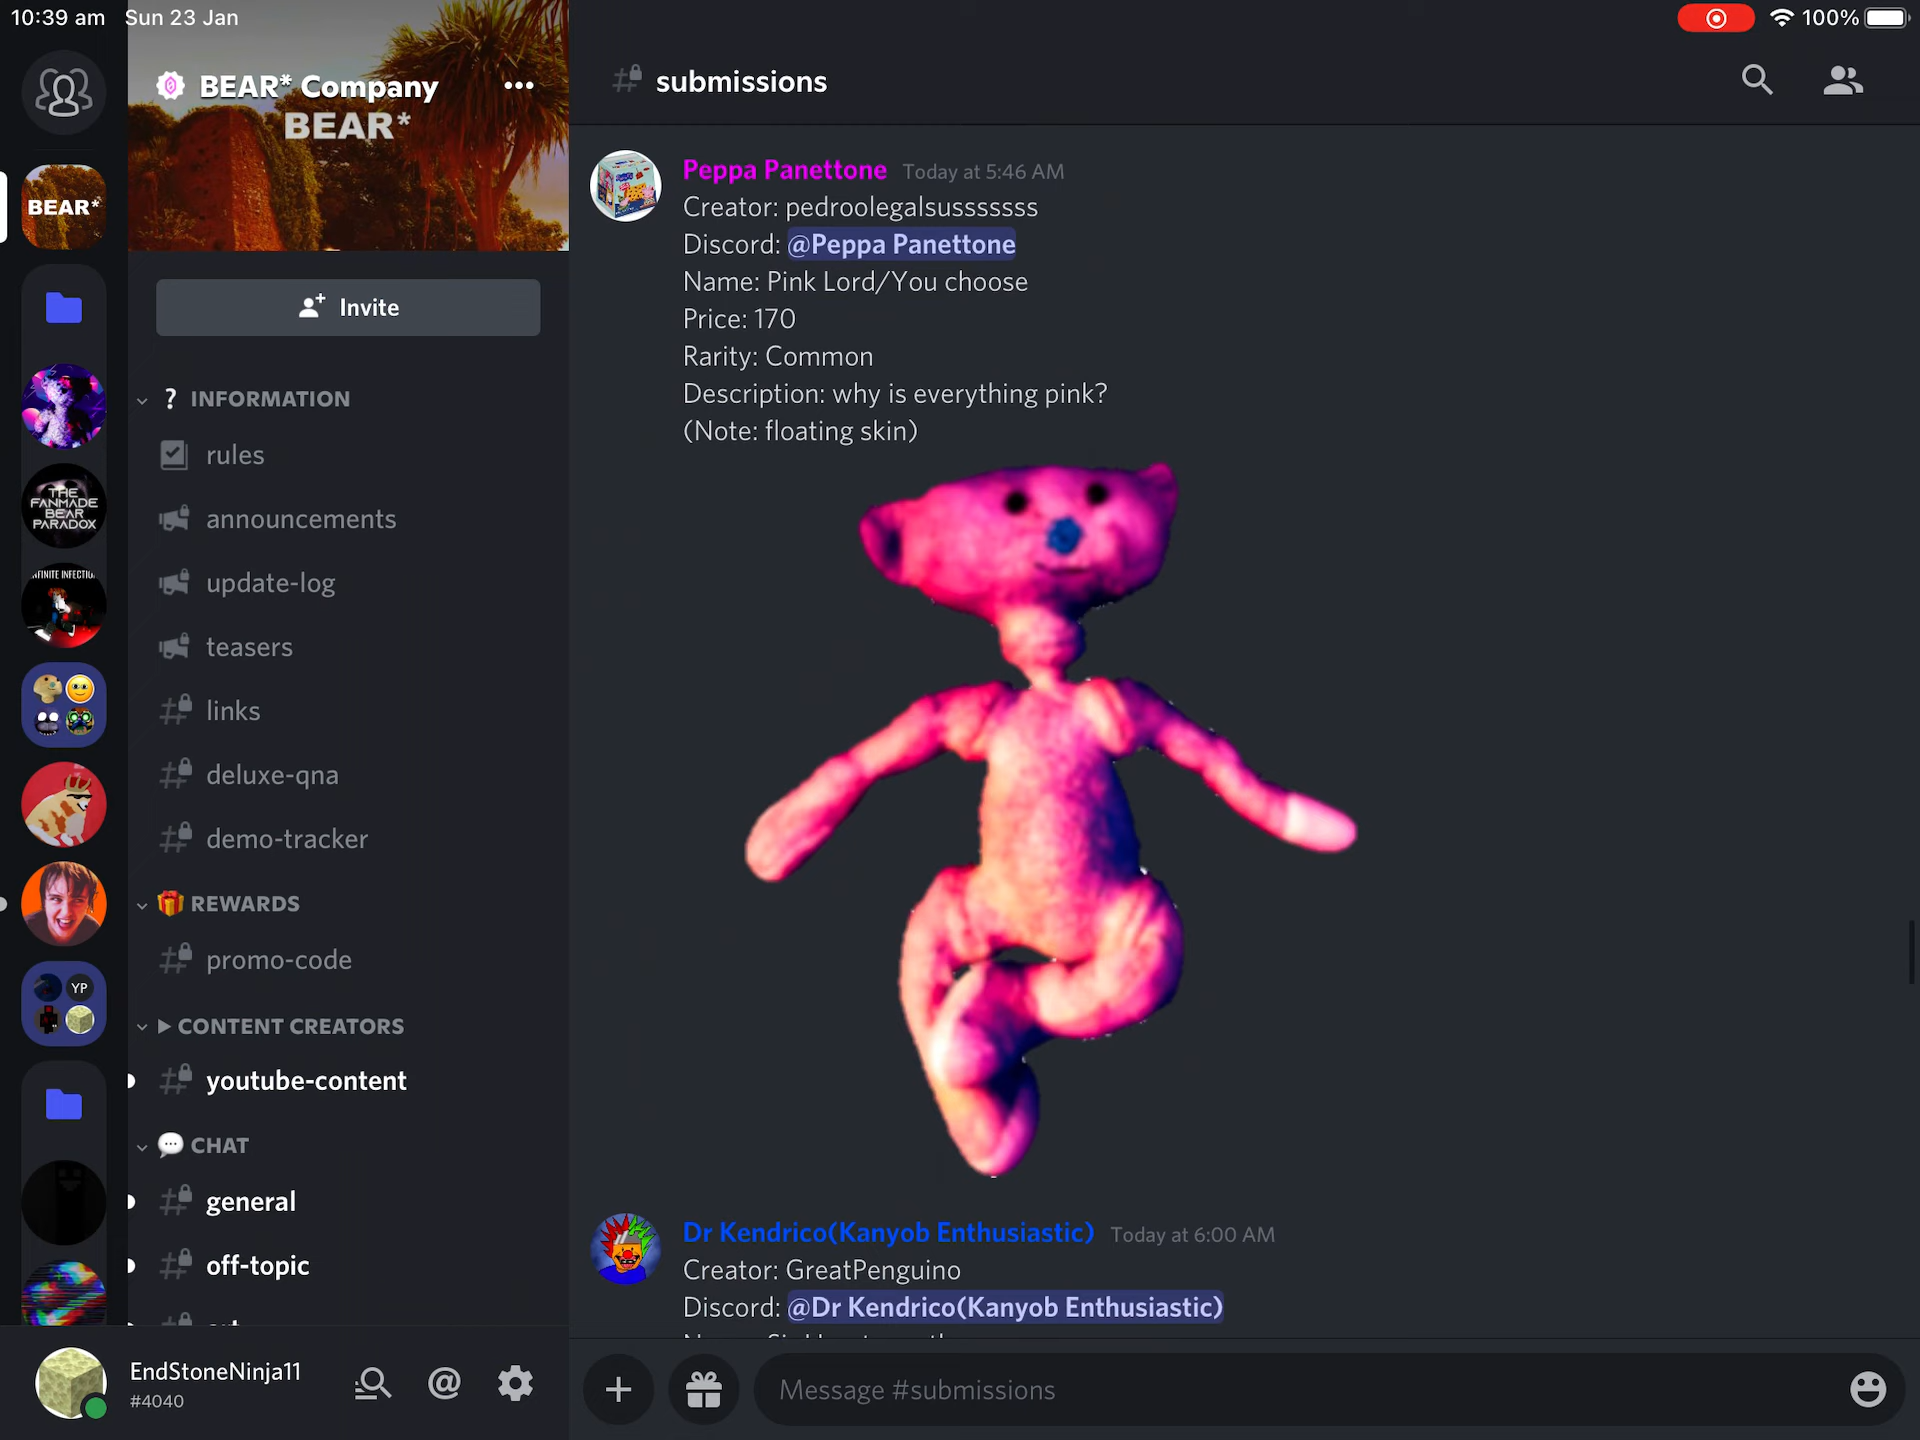 10:39 am Sun 23 Jan
100%
BEAR* Company
BEAR*
BEAR*
Invite
? INFORMATION
rules
announcements
update-log
teasers
links
deluxe-qna
demo-tracker
REWARDS
promo-code
CONTENT CREATORS
youtube-content
CHAT
general
off-topic
THE
FANMADE
BEAR
PARADOX
YP
EndStoneNinja11
#4040
submissions
Peppa Panettone Today at 5:46 AM
Creator: pedroolegalsusssssss
Discord: @Peppa Panettone
Name: Pink Lord/You choose
Price: 170
Rarity: Common
Description: why is everything pink?
(Note: floating skin)
Dr Kendrico(Kanyob Enthusiastic) Today at 6:00 AM
Creator: GreatPenguino
Discord: @Dr Kendrico(Kanyob Enthusiastic)
Message #submissions